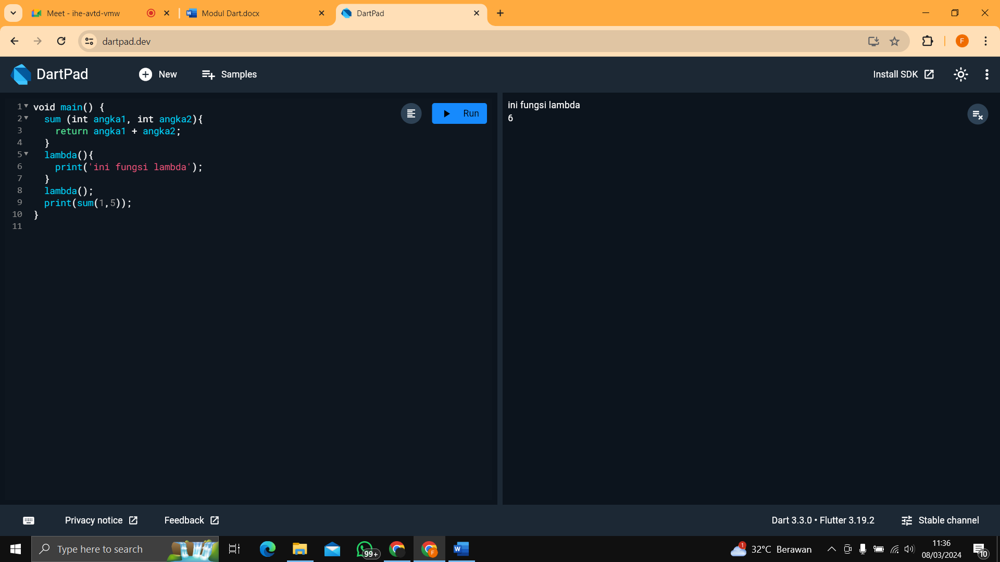 Meet - ihe-avtd-vmw
Modul Dart.docx
DartPad
dartpad.dev
F
DartPad
New
Samples
Install SDK
1 void main() {
2 sum (int angka1, int angka2){
3 return angka1 + angka2;
4 }
5 lambda(){
6 print('ini fungsi lambda');
7 }
8 lambda();
9 print(sum(1,5));
10 }
11
Run
ini fungsi lambda
6
Privacy notice
Feedback
Dart 3.3.0 • Flutter 3.19.2
Stable channel
Type here to search
99+
F
W
1
32°C Berawan
11:36
08/03/2024
10